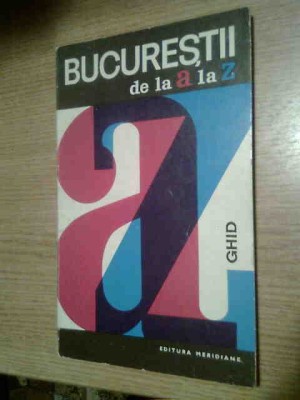 BUCUREȘTII
de la a la z
az
GHID
EDITURA MERIDIANE